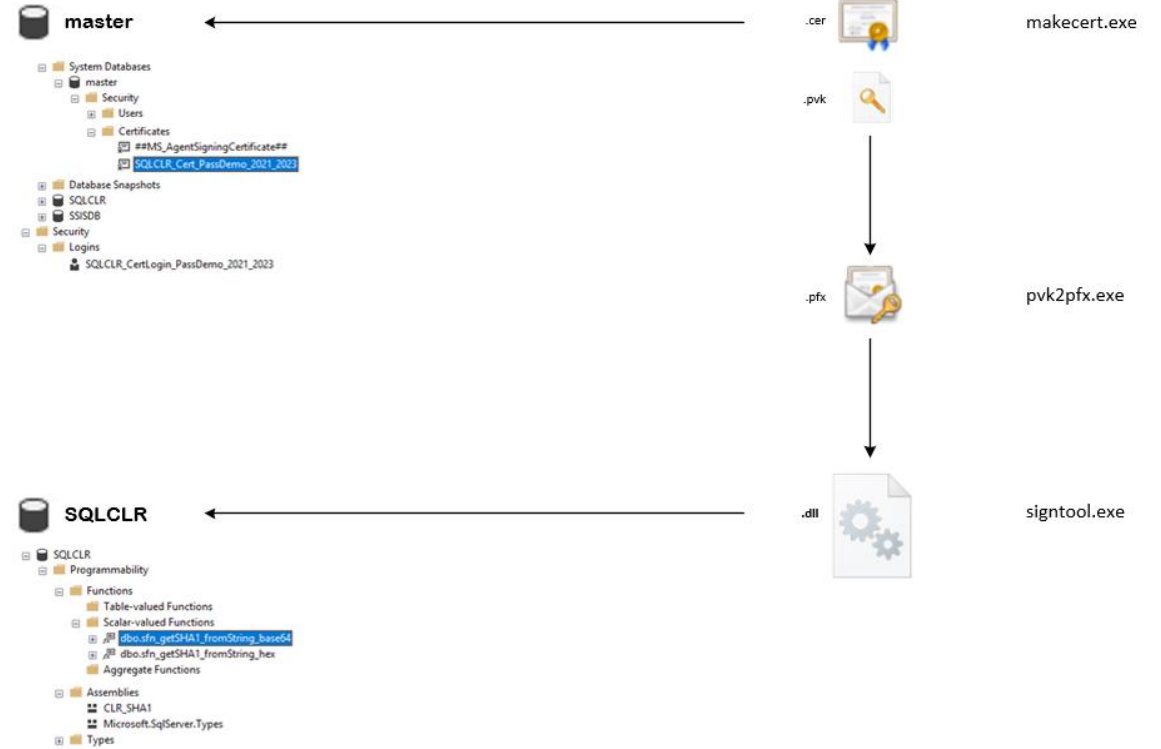 master
.cer
makecert.exe
System Databases
master
Security
Users
Certificates
##MS_AgentSigningCertificate##
SQLCLR_Cert_PassDemo_2021_2023
Database Snapshots
SQLCLR
SSISDB
Security
Logins
SQLCLR_CertLogin_PassDemo_2021_2023
.pvk
.pfx
pvk2pfx.exe
SQLCLR
.dll
signtool.exe
SQLCLR
Programmability
Functions
Table-valued Functions
Scalar-valued Functions
dbo.sfn_getSHA1_fromString_base64
dbo.sfn_getSHA1_fromString_hex
Aggregate Functions
Assemblies
CLR_SHA1
Microsoft.SqlServer.Types
Types